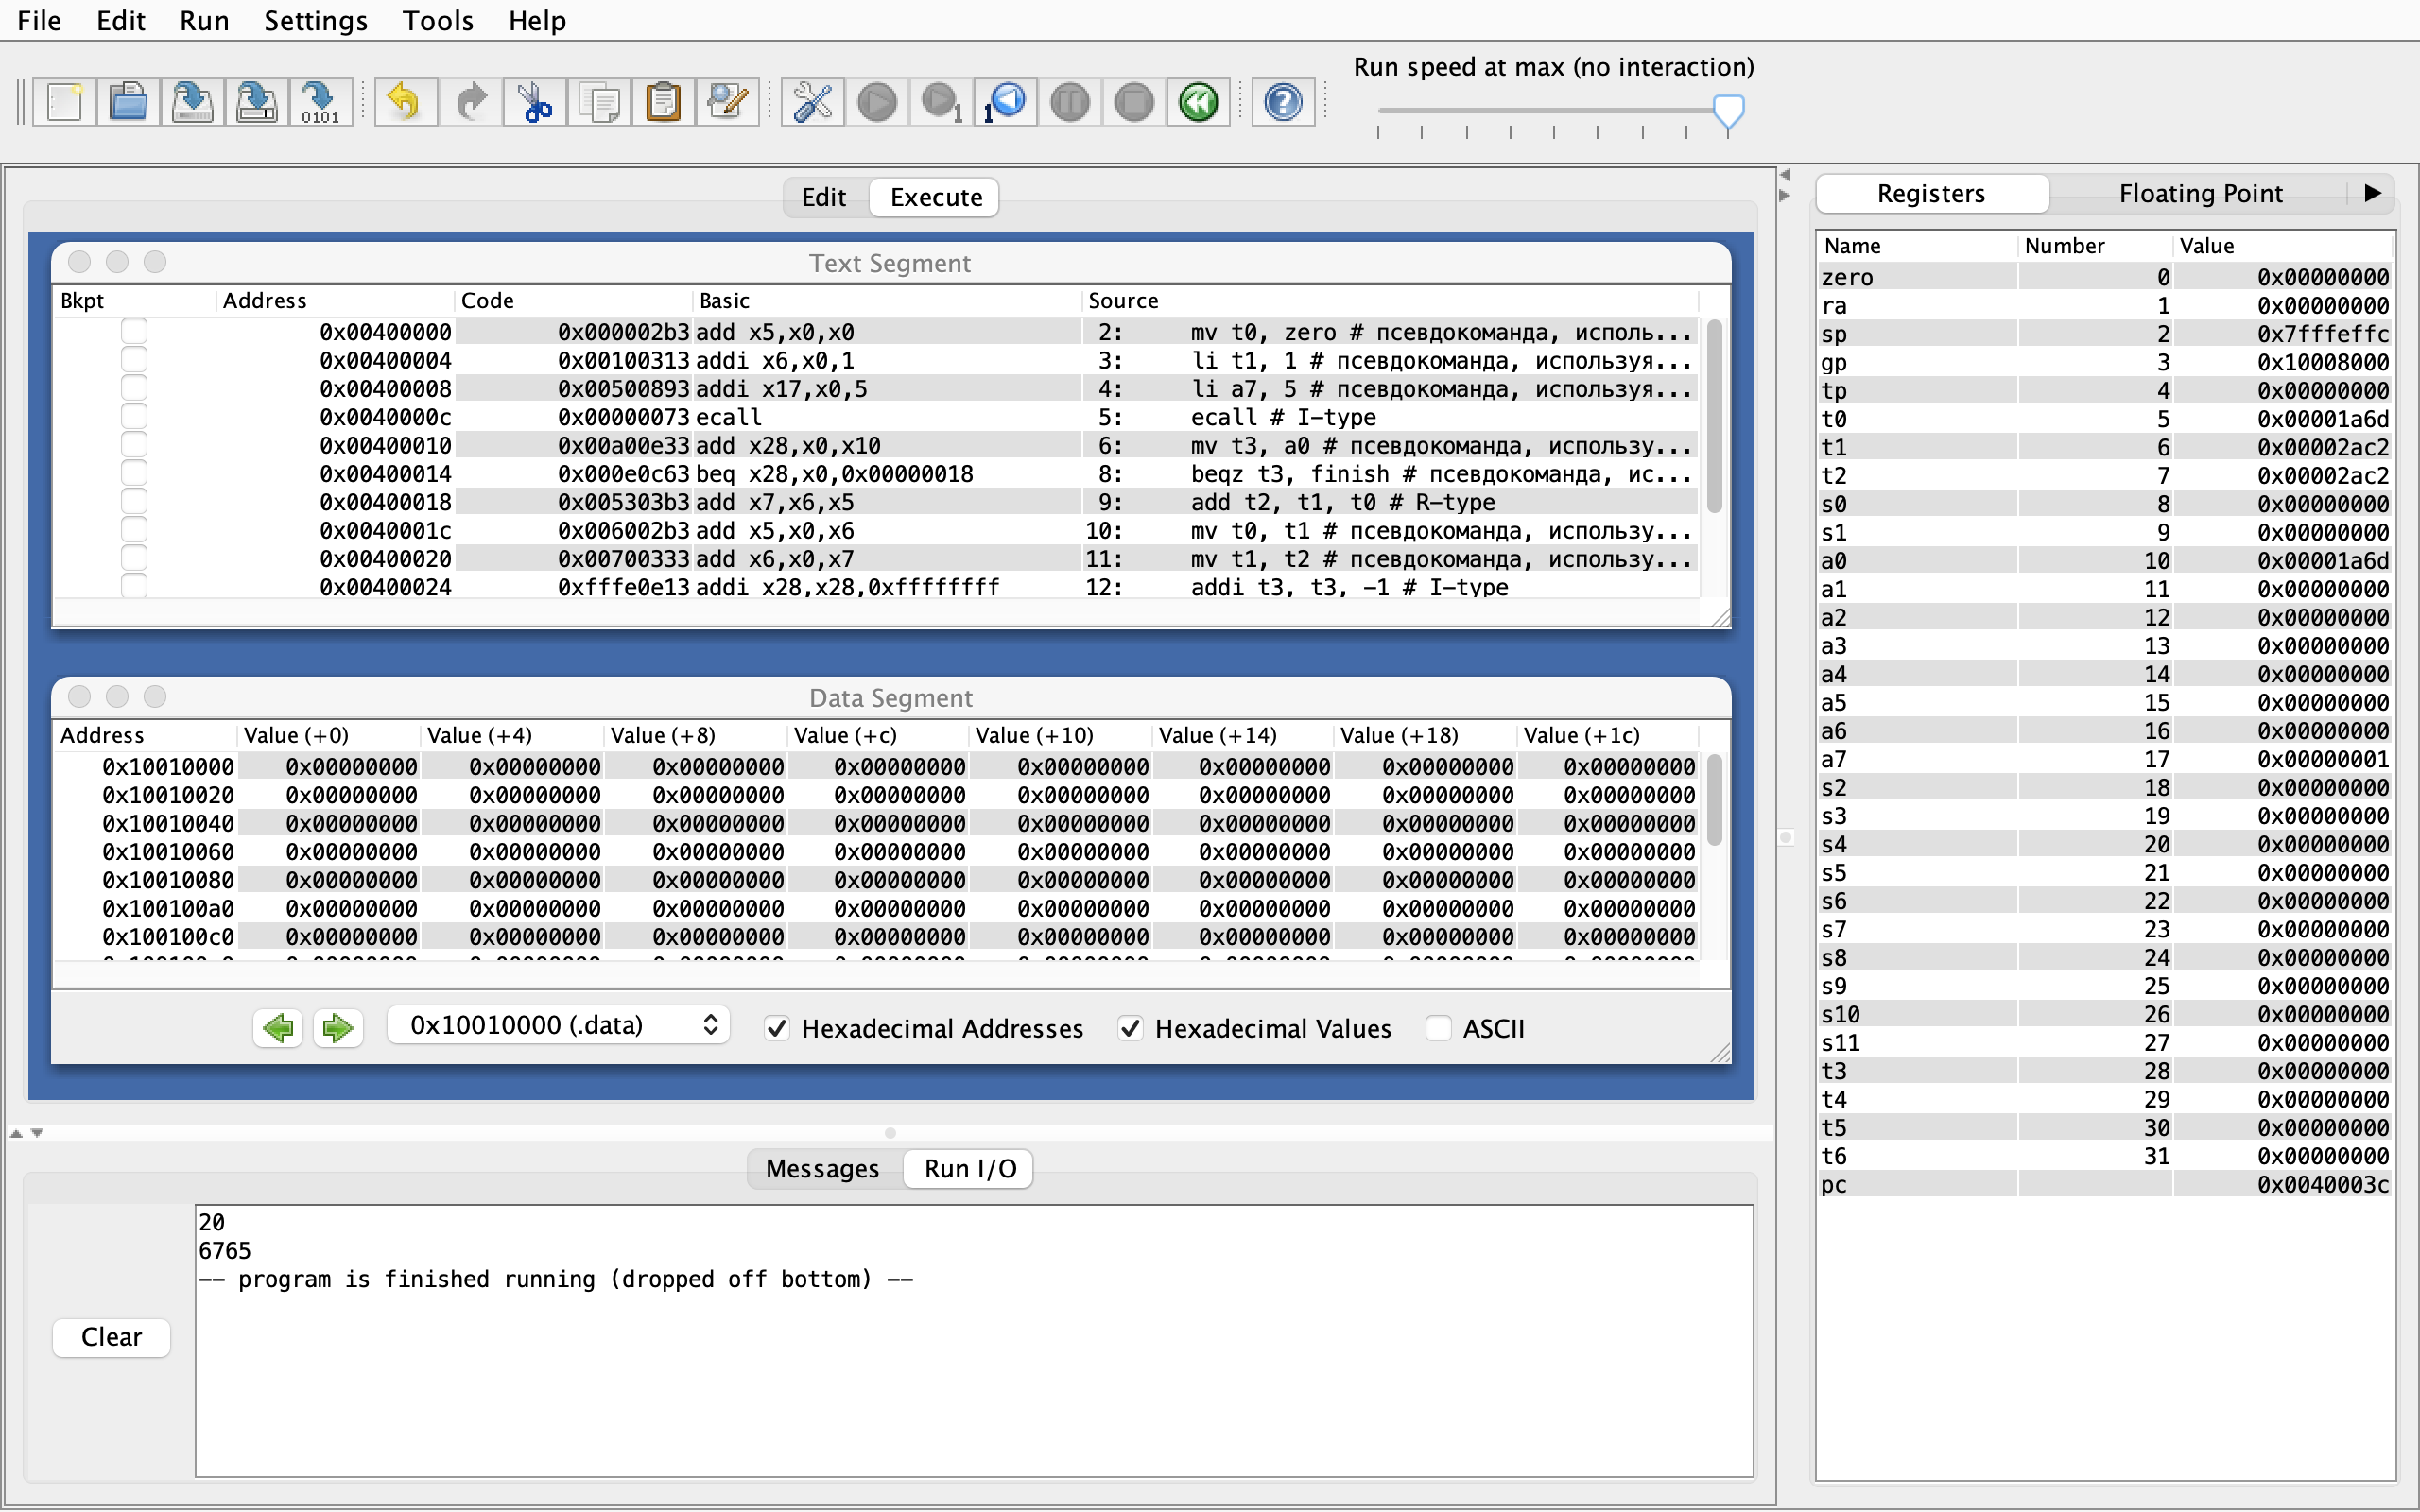 File Edit Run Settings Tools Help
Run speed at max (no interaction)
0101
1
1
Edit Execute
Text Segment
Bkpt Address Code Basic Source
0x00400000 0x000002b3 add x5,x0,x0 2: mv t0, zero # псевдокоманда, исполь...
0x00400004 0x00100313 addi x6,x0,1 3: li t1, 1 # псевдокоманда, используя...
0x00400008 0x00500893 addi x17,x0,5 4: li a7, 5 # псевдокоманда, используя...
0x0040000c 0x00000073 ecall 5: ecall # I-type
0x00400010 0x00a00e33 add x28,x0,x10 6: mv t3, a0 # псевдокоманда, использу...
0x00400014 0x000e0c63 beq x28,x0,0x00000018 8: beqz t3, finish # псевдокоманда, ис...
0x00400018 0x005303b3 add x7,x6,x5 9: add t2, t1, t0 # R-type
0x0040001c 0x006002b3 add x5,x0,x6 10: mv t0, t1 # псевдокоманда, использу...
0x00400020 0x00700333 add x6,x0,x7 11: mv t1, t2 # псевдокоманда, использу...
0x00400024 0xfffe0e13 addi x28,x28,0xffffffff 12: addi t3, t3, -1 # I-type
Data Segment
Address Value (+0) Value (+4) Value (+8) Value (+c) Value (+10) Value (+14) Value (+18) Value (+1c)
0x10010000 0x00000000 0x00000000 0x00000000 0x00000000 0x00000000 0x00000000 0x00000000 0x00000000
0x10010020 0x00000000 0x00000000 0x00000000 0x00000000 0x00000000 0x00000000 0x00000000 0x00000000
0x10010040 0x00000000 0x00000000 0x00000000 0x00000000 0x00000000 0x00000000 0x00000000 0x00000000
0x10010060 0x00000000 0x00000000 0x00000000 0x00000000 0x00000000 0x00000000 0x00000000 0x00000000
0x10010080 0x00000000 0x00000000 0x00000000 0x00000000 0x00000000 0x00000000 0x00000000 0x00000000
0x100100a0 0x00000000 0x00000000 0x00000000 0x00000000 0x00000000 0x00000000 0x00000000 0x00000000
0x100100c0 0x00000000 0x00000000 0x00000000 0x00000000 0x00000000 0x00000000 0x00000000 0x00000000
0x10010000 (.data) Hexadecimal Addresses Hexadecimal Values ASCII
Messages Run I/O
20
6765
-- program is finished running (dropped off bottom) --
Clear
Registers Floating Point
Name Number Value
zero 0 0x00000000
ra 1 0x00000000
sp 2 0x7fffeffc
gp 3 0x10008000
tp 4 0x00000000
t0 5 0x00001a6d
t1 6 0x00002ac2
t2 7 0x00002ac2
s0 8 0x00000000
s1 9 0x00000000
a0 10 0x00001a6d
a1 11 0x00000000
a2 12 0x00000000
a3 13 0x00000000
a4 14 0x00000000
a5 15 0x00000000
a6 16 0x00000000
a7 17 0x00000001
s2 18 0x00000000
s3 19 0x00000000
s4 20 0x00000000
s5 21 0x00000000
s6 22 0x00000000
s7 23 0x00000000
s8 24 0x00000000
s9 25 0x00000000
s10 26 0x00000000
s11 27 0x00000000
t3 28 0x00000000
t4 29 0x00000000
t5 30 0x00000000
t6 31 0x00000000
pc 0x0040003c